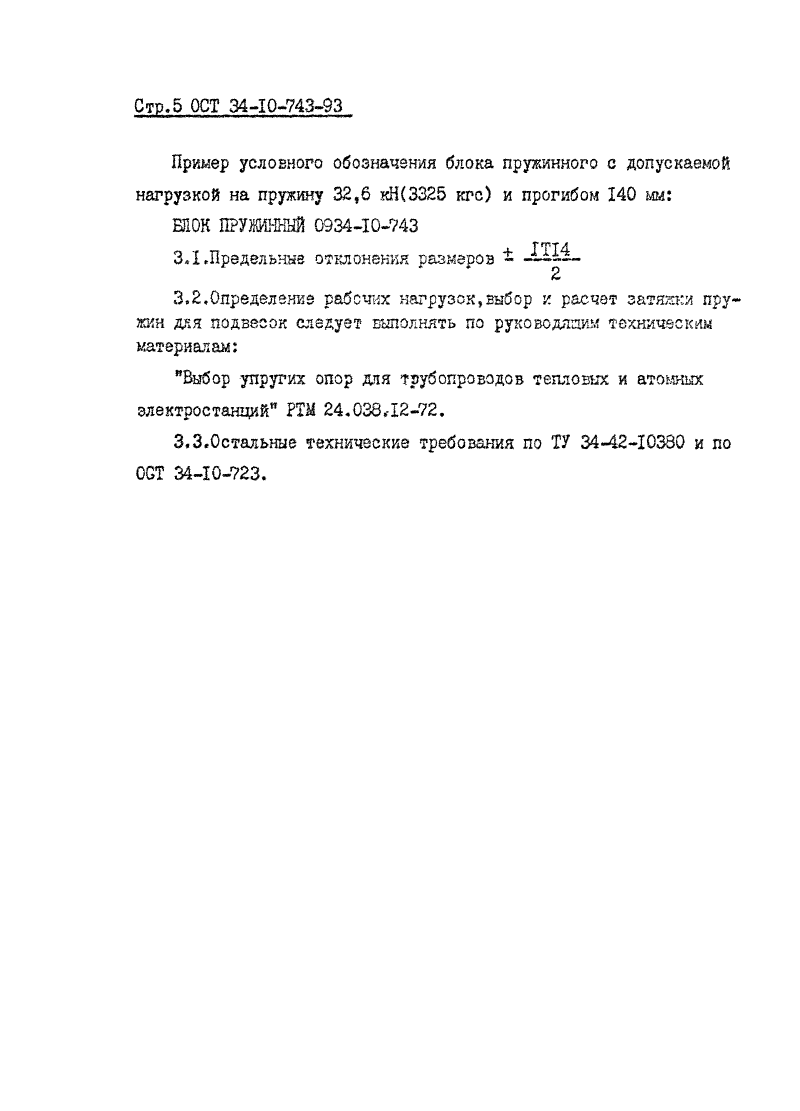 Стр.5 ОСТ 34-10-743-93
Пример условного обозначения блока пружинного с допускаемой
нагрузкой на пружину 32,6 кН(3325 кгс) и прогибом 140 мм:
БЛОК ПРУЖИННЫЙ 0934-10-743
3.1.Предельные отклонения размеров ± IT14
2
3.2.Определение рабочих нагрузок,выбор и расчет затяжки пру-
жин для подвесок следует выполнять по руководящим техническим
материалам:
"Выбор упругих опор для трубопроводов тепловых и атомных
электростанций" РТМ 24.038.12-72.
3.3.Остальные технические требования по ТУ 34-42-10380 и по
ОСТ 34-10-723.